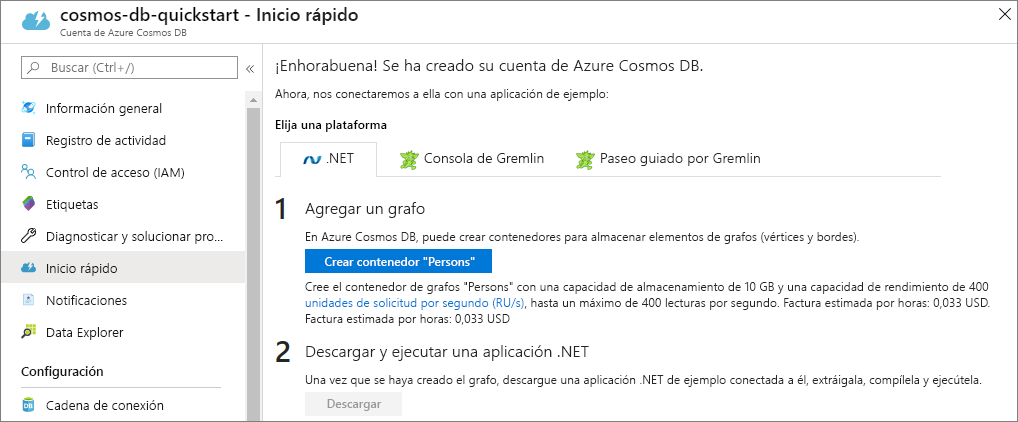 cosmos-db-quickstart - Inicio rápido
Cuenta de Azure Cosmos DB
Buscar (Ctrl+/)
Información general
Registro de actividad
Control de acceso (IAM)
Etiquetas
Diagnosticar y solucionar pro...
Inicio rápido
Notificaciones
Data Explorer
Configuración
Cadena de conexión
¡Enhorabuena! Se ha creado su cuenta de Azure Cosmos DB.
Ahora, nos conectaremos a ella con una aplicación de ejemplo:
Elija una plataforma
.NET
Consola de Gremlin
Paseo guiado por Gremlin
1 Agregar un grafo
En Azure Cosmos DB, puede crear contenedores para almacenar elementos de grafos (vértices y bordes).
Crear contenedor "Persons"
Cree el contenedor de grafos "Persons" con una capacidad de almacenamiento de 10 GB y una capacidad de rendimiento de 400
unidades de solicitud por segundo (RU/s), hasta un máximo de 400 lecturas por segundo. Factura estimada por horas: 0,033 USD.
Factura estimada por horas: 0,033 USD
2 Descargar y ejecutar una aplicación .NET
Una vez que se haya creado el grafo, descargue una aplicación .NET de ejemplo conectada a él, extráigala, compílela y ejecútela.
Descargar